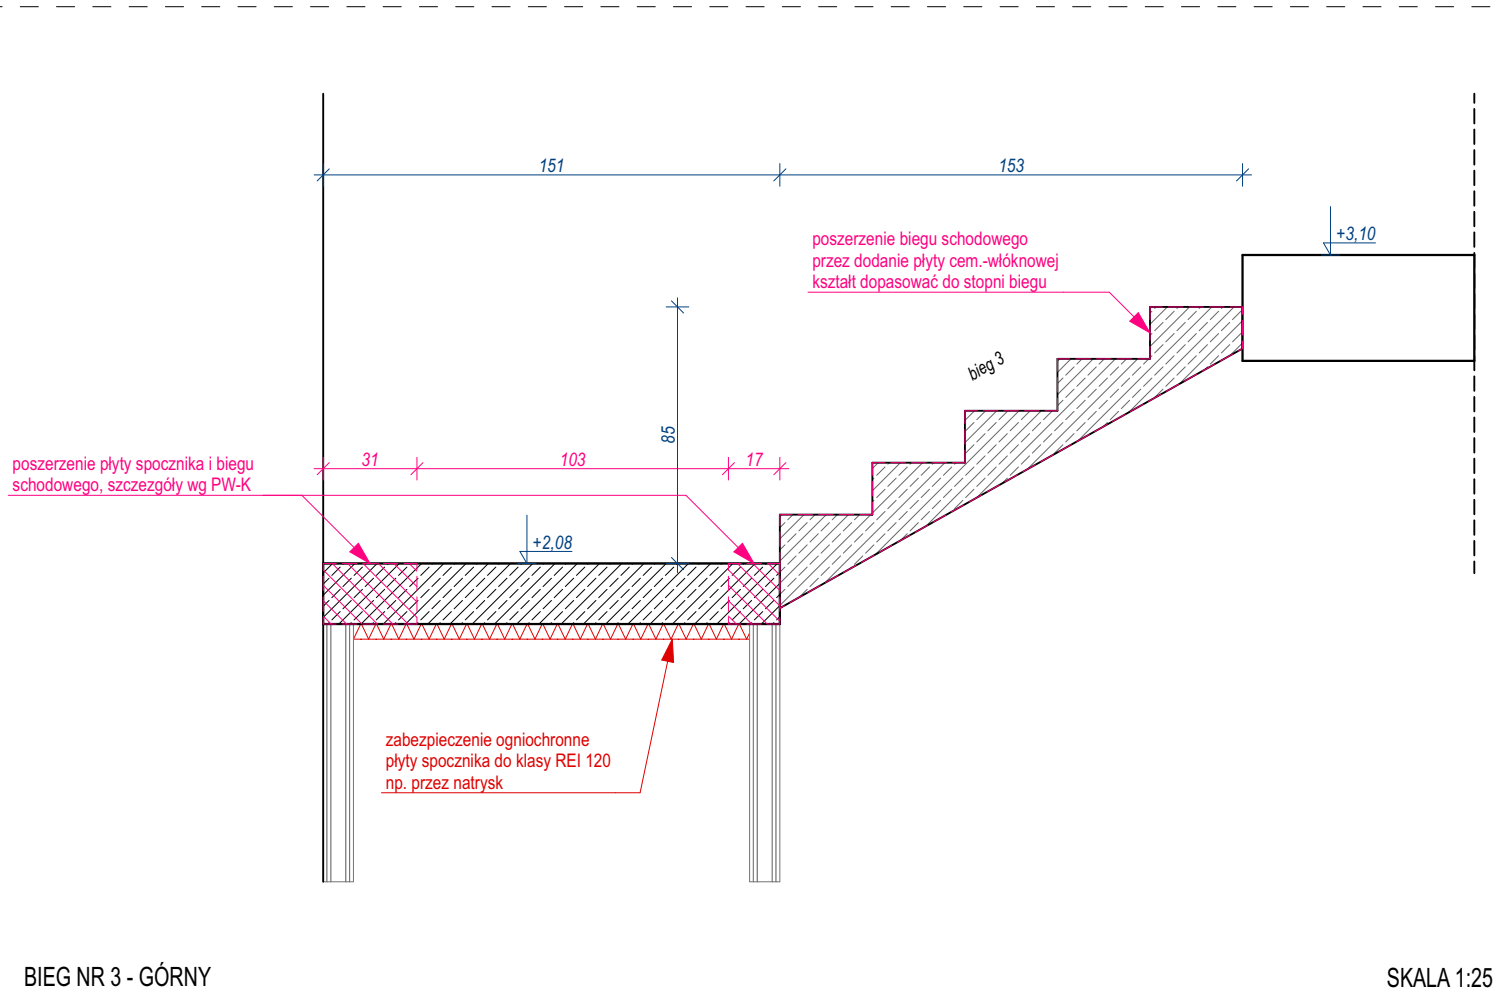 151
153
+3,10
poszerzenie biegu schodowego
przez dodanie płyty cem.-włóknowej
kształt dopasować do stopni biegu
bieg 3
85
poszerzenie płyty spocznika i biegu
schodowego, szczezgóły wg PW-K
31
103
17
+2,08
zabezpieczenie ogniochronne
płyty spocznika do klasy REI 120
np. przez natrysk
BIEG NR 3 - GÓRNY
SKALA 1:25